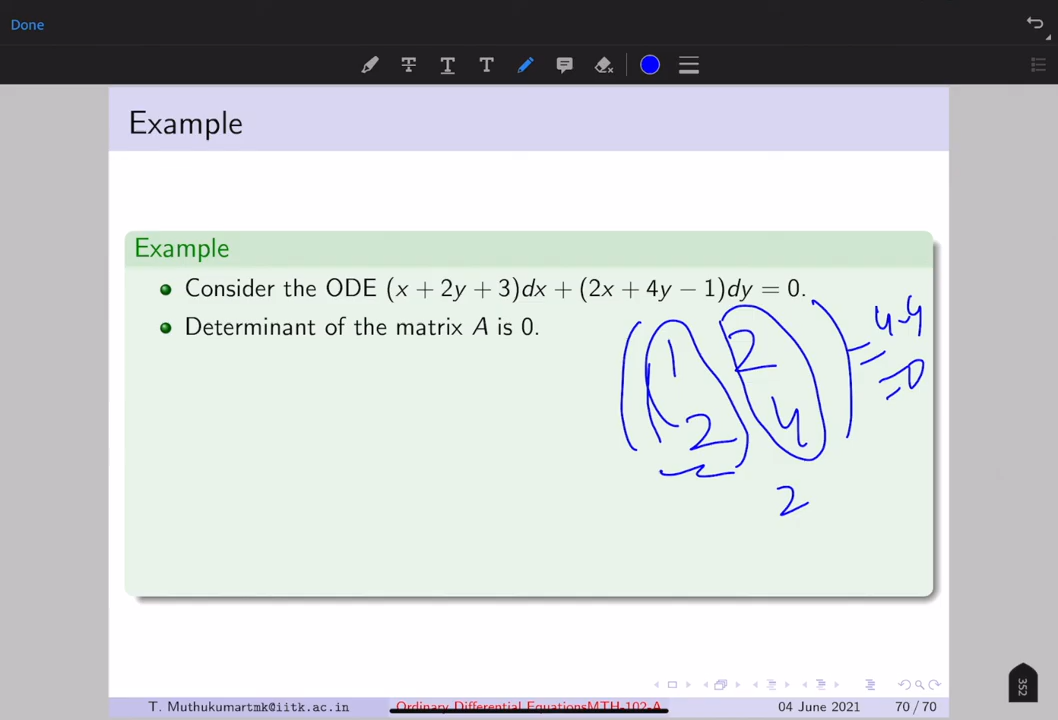 Done
Example
Example
Consider the ODE (x + 2y + 3)dx + (2x + 4y − 1)dy = 0.
Determinant of the matrix A is 0.
( 1 2 ) = 4-4
2 4 = 0
2
352
T. Muthukumartmk@iitk.ac.in Ordinary Differential EquationsMTH-102-A 04 June 2021 70 / 70